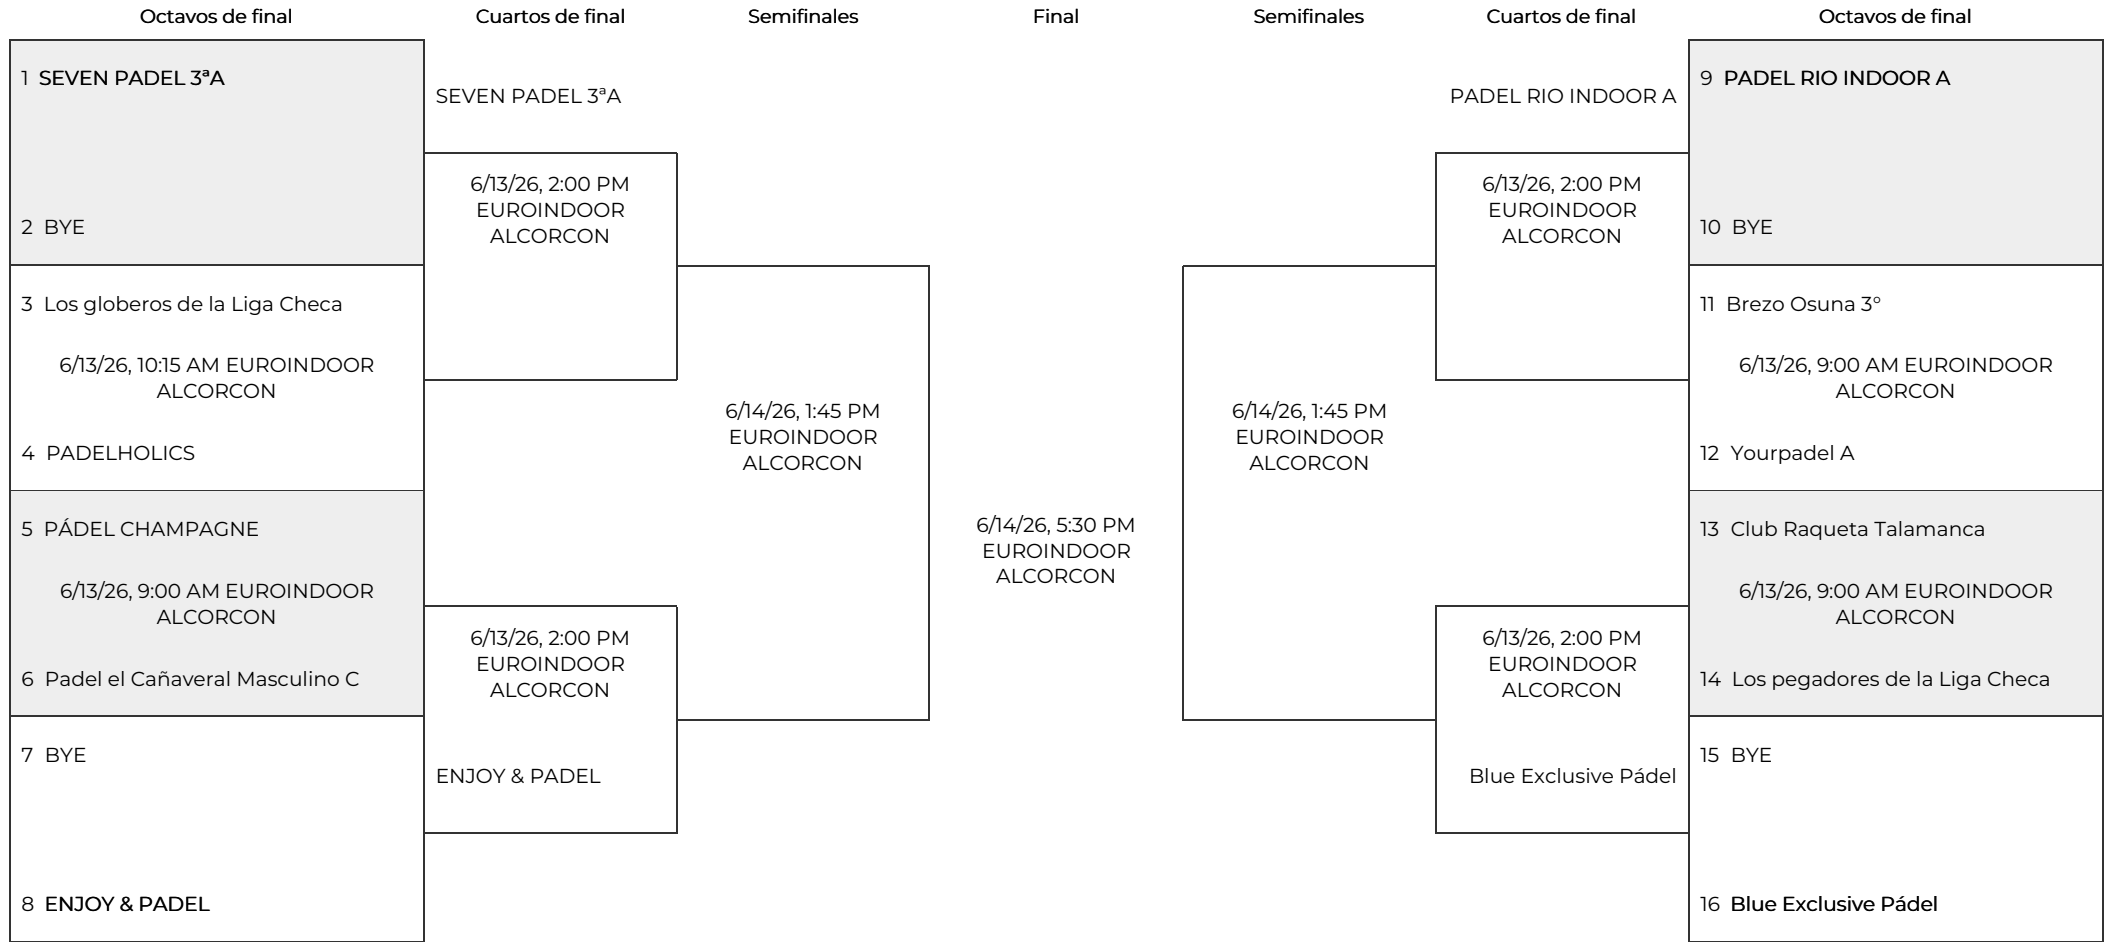 Octavos de final
Cuartos de final
Semifinales
Final
Semifinales
Cuartos de final
Octavos de final
1 SEVEN PADEL 3ªA
2 BYE
3 Los globeros de la Liga Checa
6/13/26, 10:15 AM EUROINDOOR
ALCORCON
4 PADELHOLICS
5 PÁDEL CHAMPAGNE
6/13/26, 9:00 AM EUROINDOOR
ALCORCON
6 Padel el Cañaveral Masculino C
7 BYE
8 ENJOY & PADEL
SEVEN PADEL 3ªA
6/13/26, 2:00 PM
EUROINDOOR
ALCORCON
6/13/26, 2:00 PM
EUROINDOOR
ALCORCON
ENJOY & PADEL
6/14/26, 1:45 PM
EUROINDOOR
ALCORCON
6/14/26, 5:30 PM
EUROINDOOR
ALCORCON
6/14/26, 1:45 PM
EUROINDOOR
ALCORCON
PADEL RIO INDOOR A
6/13/26, 2:00 PM
EUROINDOOR
ALCORCON
6/13/26, 2:00 PM
EUROINDOOR
ALCORCON
Blue Exclusive Pádel
9 PADEL RIO INDOOR A
10 BYE
11 Brezo Osuna 3°
6/13/26, 9:00 AM EUROINDOOR
ALCORCON
12 Yourpadel A
13 Club Raqueta Talamanca
6/13/26, 9:00 AM EUROINDOOR
ALCORCON
14 Los pegadores de la Liga Checa
15 BYE
16 Blue Exclusive Pádel